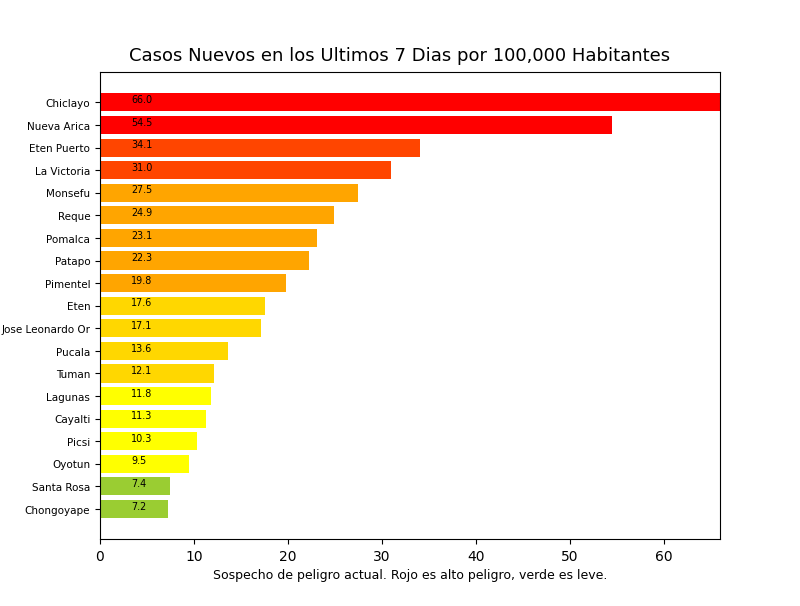 Casos Nuevos en los Ultimos 7 Dias por 100,000 Habitantes
Chiclayo 66.0
Nueva Arica 54.5
Eten Puerto 34.1
La Victoria 31.0
Monsefu 27.5
Reque 24.9
Pomalca 23.1
Patapo 22.3
Pimentel 19.8
Eten 17.6
Jose Leonardo Or 17.1
Pucala 13.6
Tuman 12.1
Lagunas 11.8
Cayalti 11.3
Picsi 10.3
Oyotun 9.5
Santa Rosa 7.4
Chongoyape 7.2
0 10 20 30 40 50 60
Sospecho de peligro actual. Rojo es alto peligro, verde es leve.